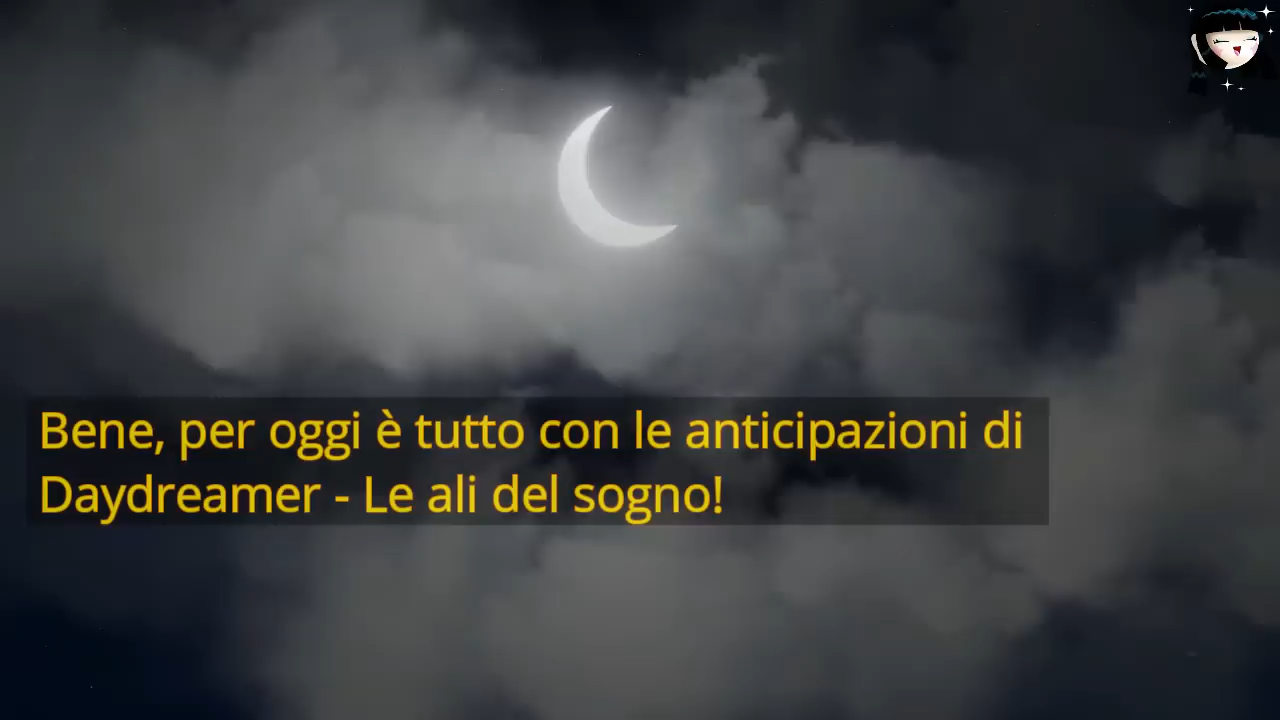 Bene, per oggi è tutto con le anticipazioni di
Daydreamer - Le ali del sogno!